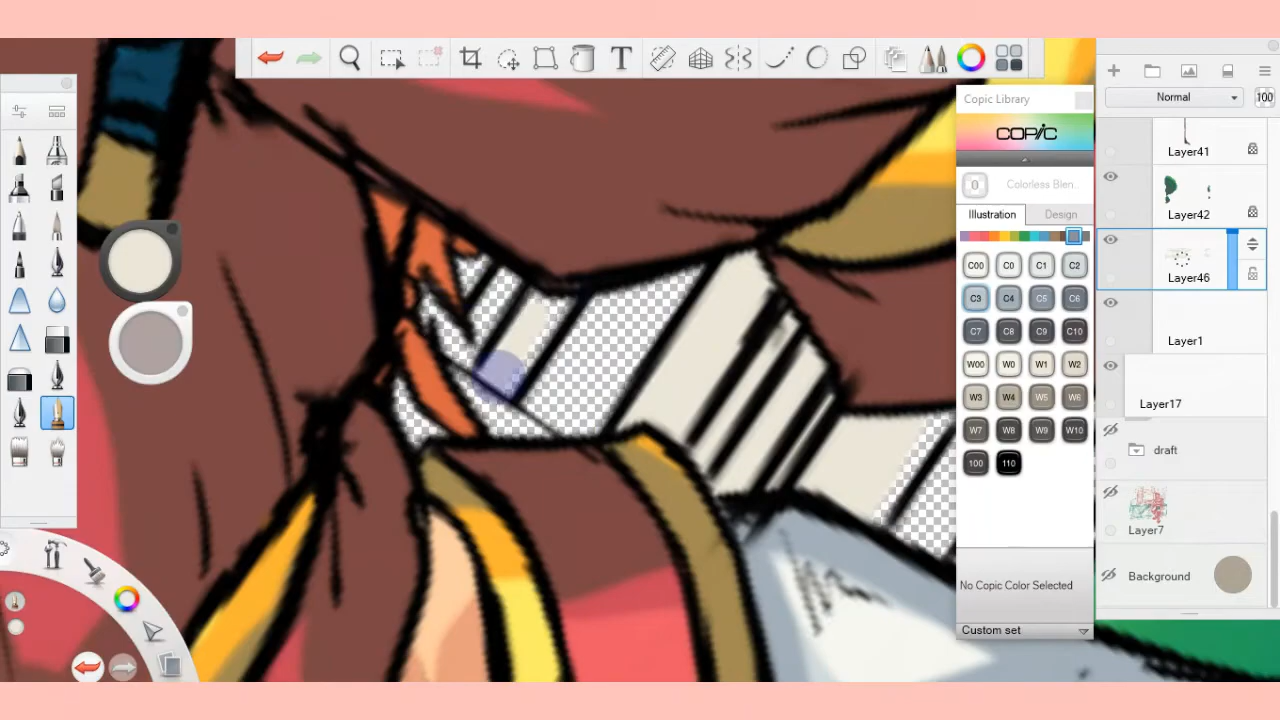 T
Normal
100
Copic Library
COPIC
0
Colorless Blen..
Illustration
Design
C00
C0
C1
C2
C3
C4
C5
C6
C7
C8
C9
C10
W00
W0
W1
W2
W3
W4
W5
W6
W7
W8
W9
W10
100
110
No Copic Color Selected
Custom set
Layer41
Layer42
Layer46
Layer1
Layer17
draft
Layer7
Background